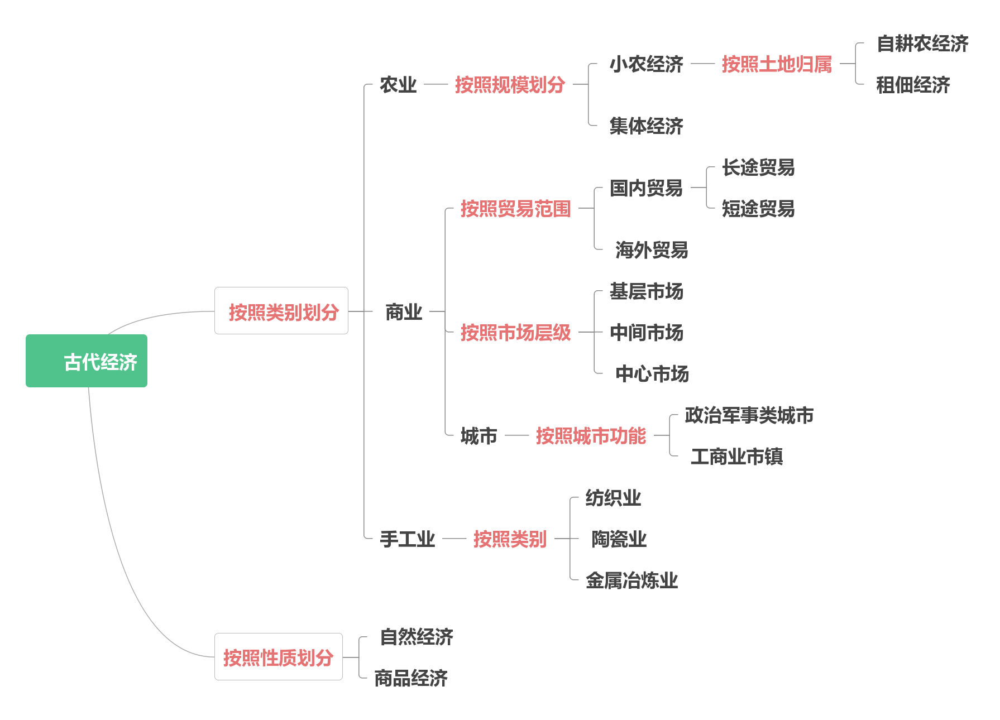 古代经济
按照类别划分
农业
按照规模划分
小农经济
按照土地归属
自耕农经济
租佃经济
集体经济
商业
按照贸易范围
国内贸易
长途贸易
短途贸易
海外贸易
按照市场层级
基层市场
中间市场
中心市场
城市
按照城市功能
政治军事类城市
工商业市镇
手工业
按照类别
纺织业
陶瓷业
金属冶炼业
按照性质划分
自然经济
商品经济